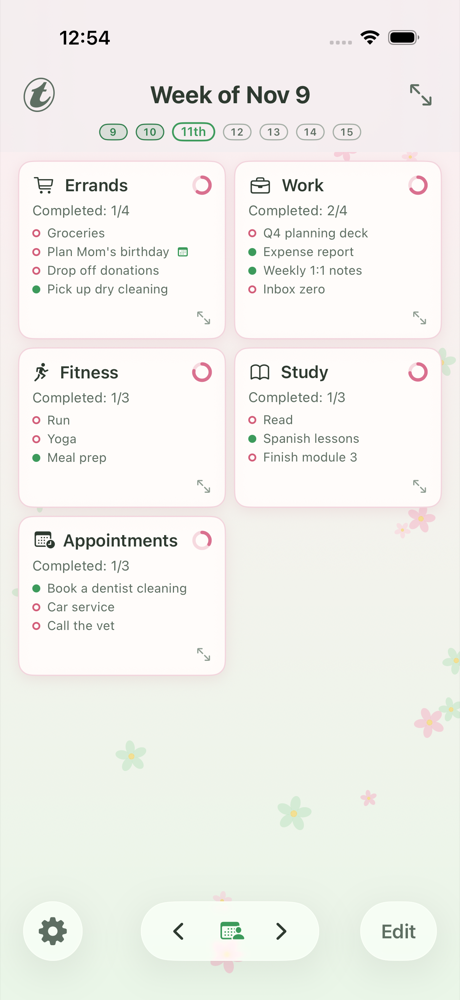 12:54
t
Week of Nov 9
9 10 11th 12 13 14 15
Errands
Completed: 1/4
Groceries
Plan Mom's birthday
Drop off donations
Pick up dry cleaning
Work
Completed: 2/4
Q4 planning deck
Expense report
Weekly 1:1 notes
Inbox zero
Fitness
Completed: 1/3
Run
Yoga
Meal prep
Study
Completed: 1/3
Read
Spanish lessons
Finish module 3
Appointments
Completed: 1/3
Book a dentist cleaning
Car service
Call the vet
Edit